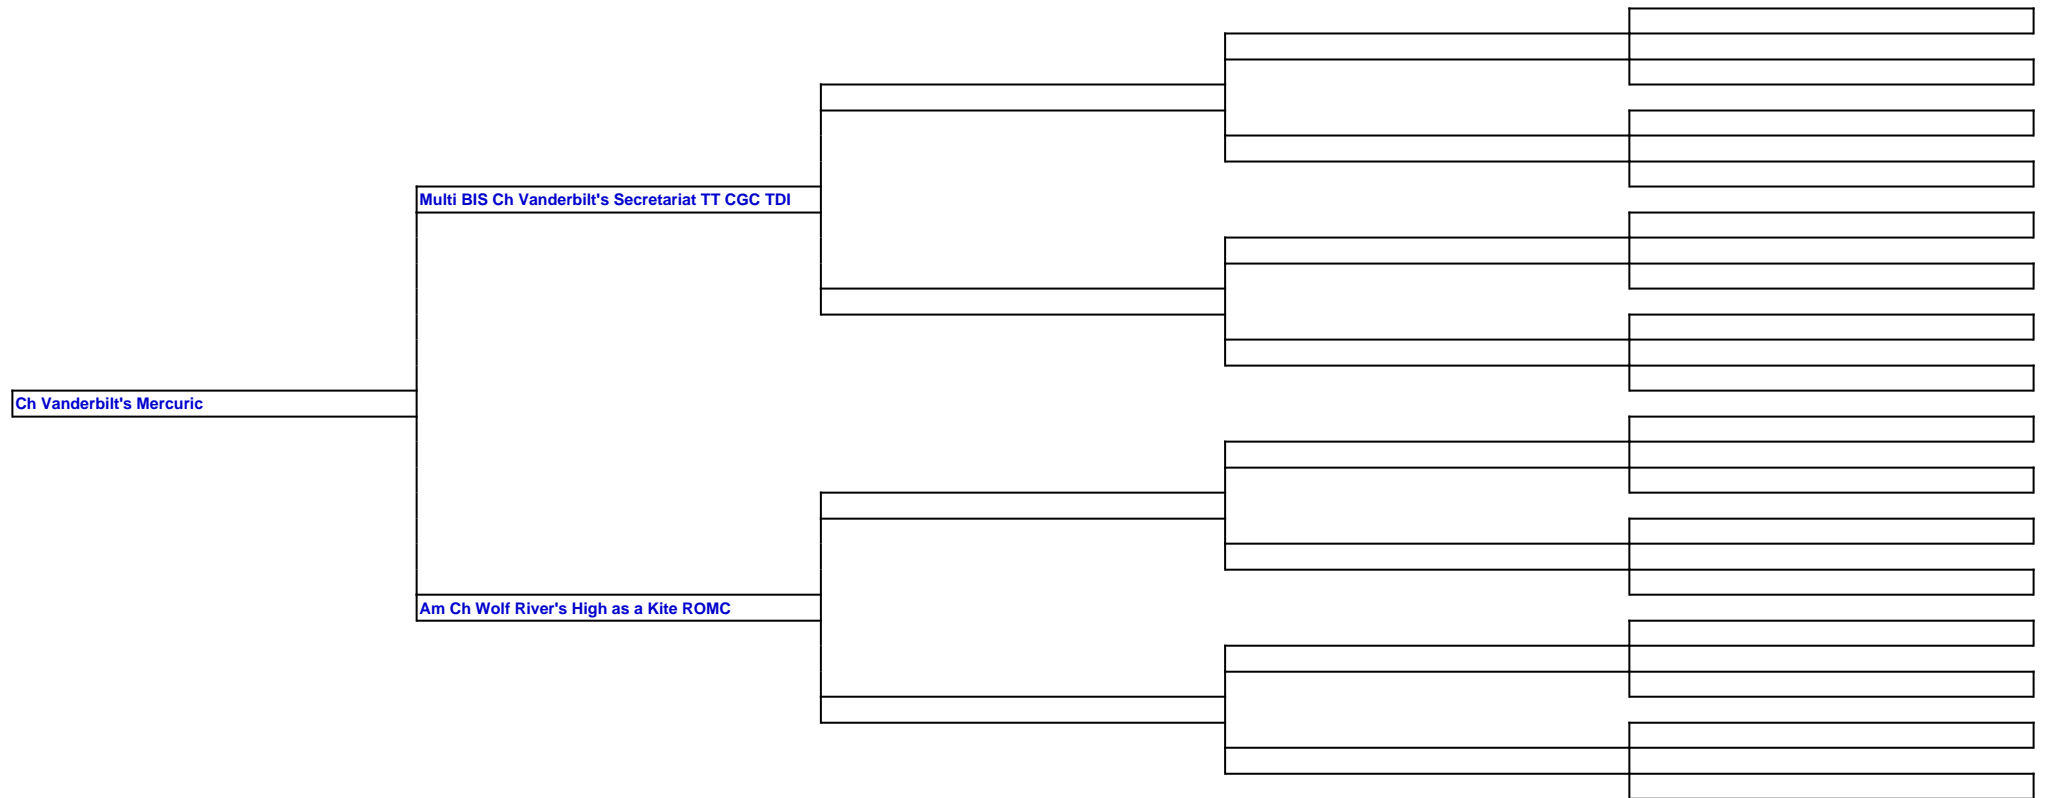 Multi BIS Ch Vanderbilt's Secretariat TT CGC TDI
Ch Vanderbilt's Mercuric
Am Ch Wolf River's High as a Kite ROMC